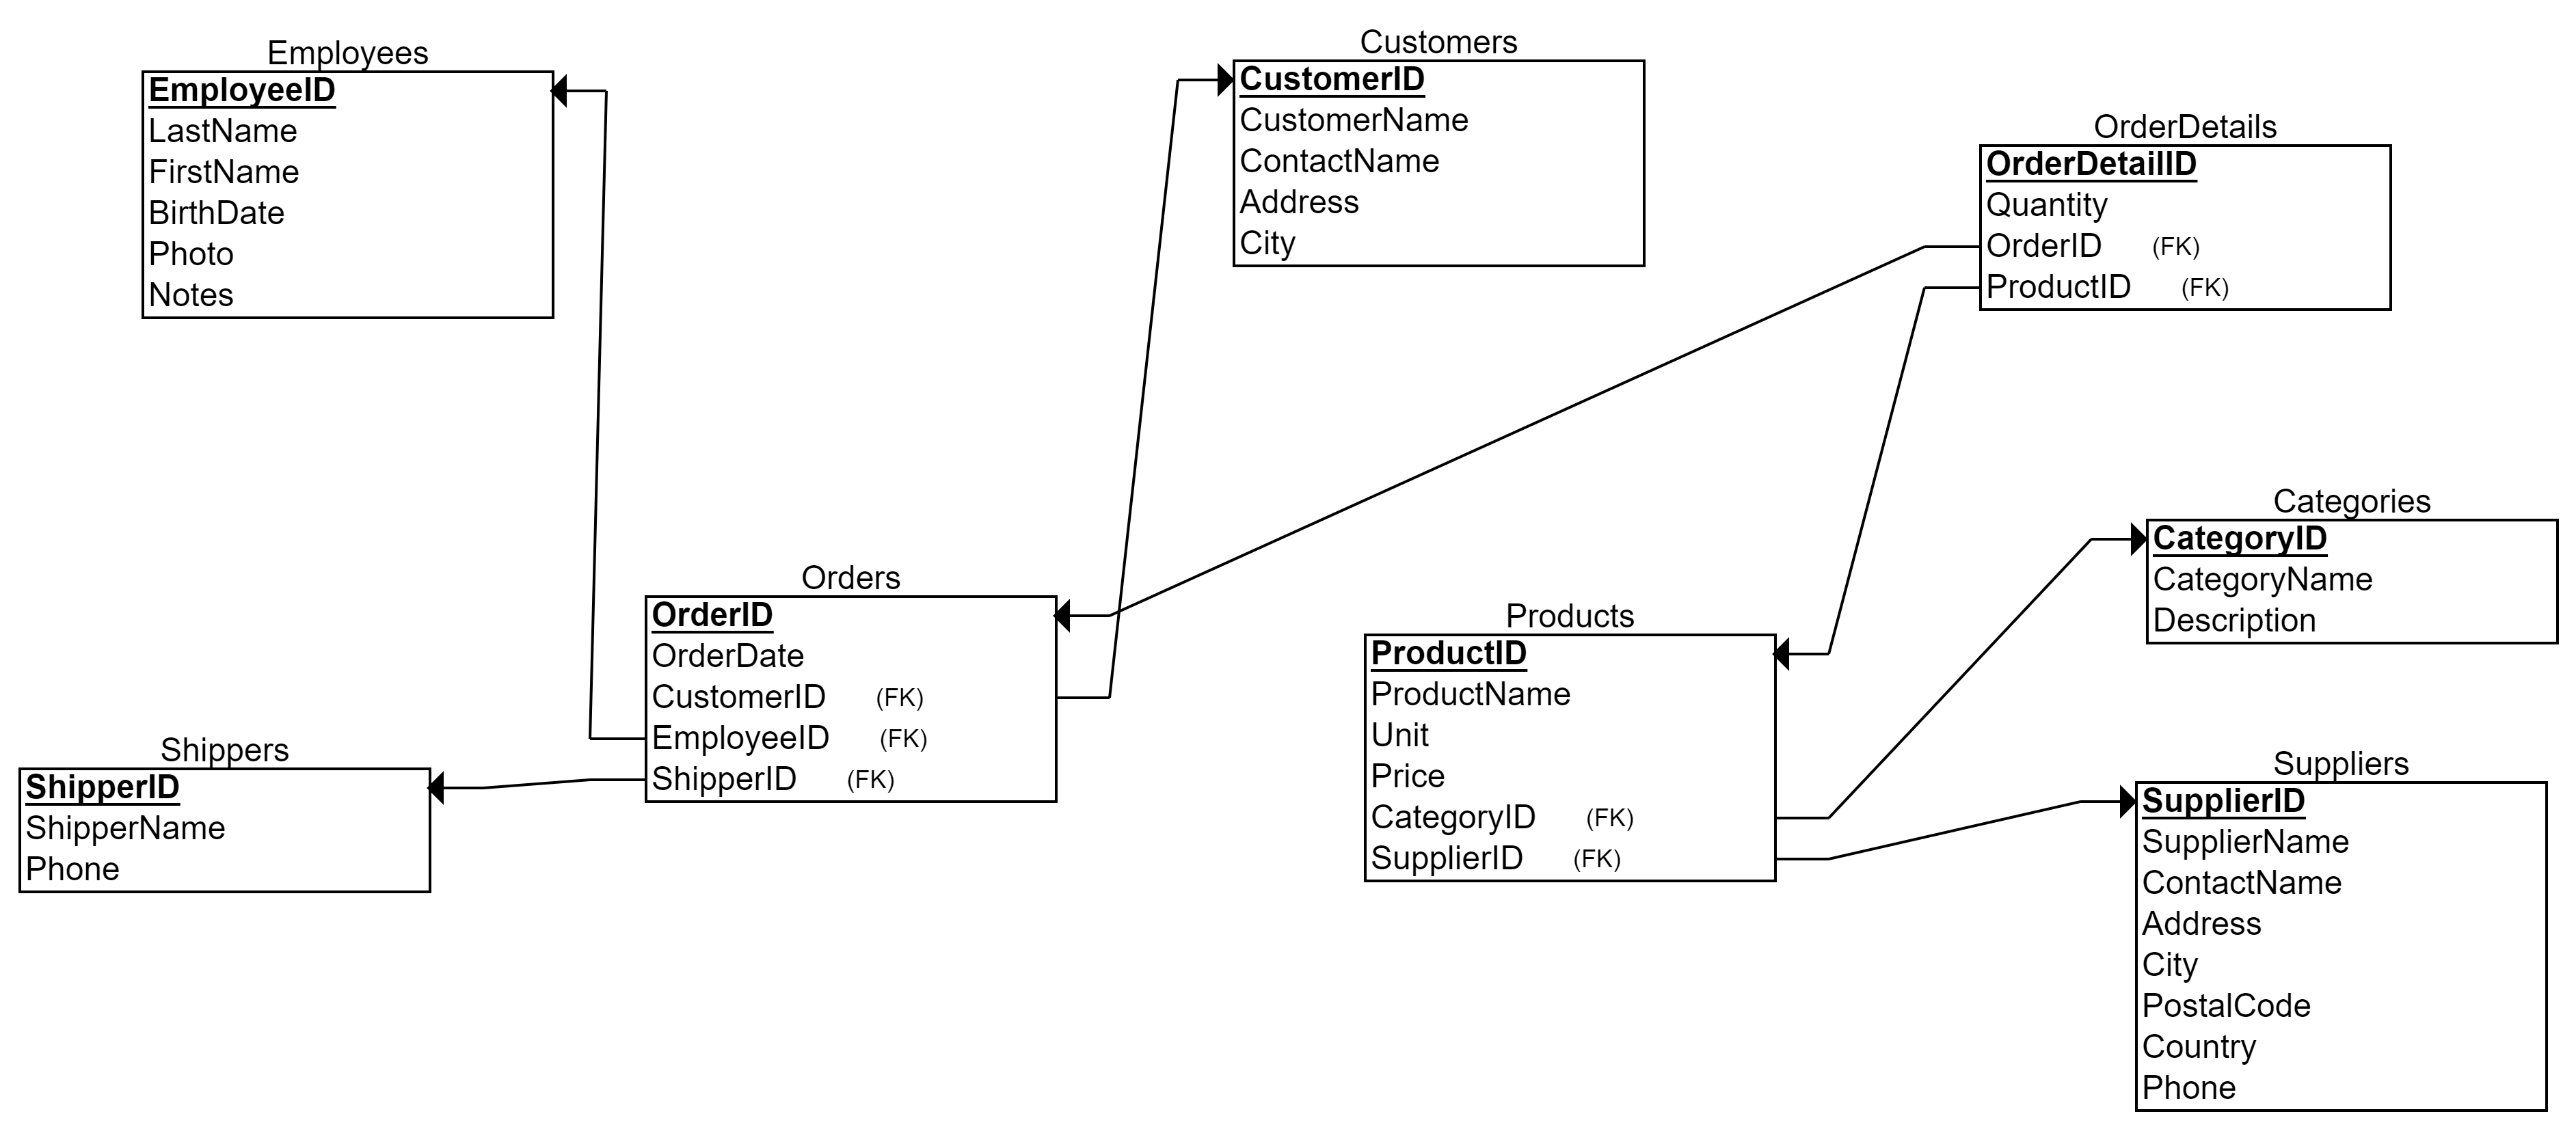 Employees
EmployeeID
LastName
FirstName
BirthDate
Photo
Notes
Customers
CustomerID
CustomerName
ContactName
Address
City
OrderDetails
OrderDetailID
Quantity
OrderID (FK)
ProductID (FK)
Orders
OrderID
OrderDate
CustomerID (FK)
EmployeeID (FK)
ShipperID (FK)
Shippers
ShipperID
ShipperName
Phone
Products
ProductID
ProductName
Unit
Price
CategoryID (FK)
SupplierID (FK)
Categories
CategoryID
CategoryName
Description
Suppliers
SupplierID
SupplierName
ContactName
Address
City
PostalCode
Country
Phone